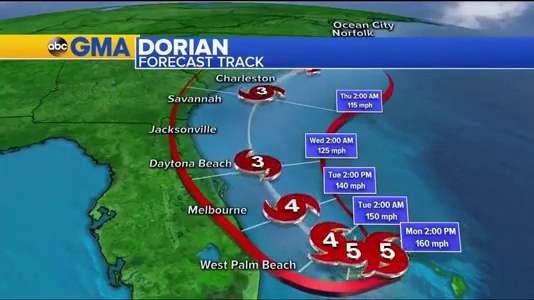 abc GMA
DORIAN
FORECAST TRACK
Ocean City
Norfolk
Charleston
3
Savannah
Thu 2:00 AM
115 mph
Jacksonville
Wed 2:00 AM
125 mph
Daytona Beach
3
Tue 2:00 PM
140 mph
Melbourne
4
Tue 2:00 AM
150 mph
4
5
5
Mon 2:00 PM
160 mph
West Palm Beach